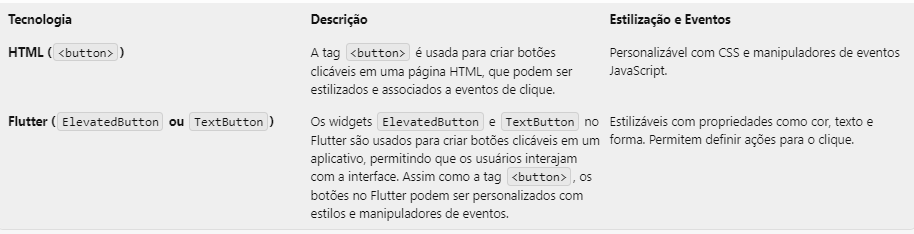 Tecnologia Descrição Estilização e Eventos
HTML ( <button> )
A tag <button> é usada para criar botões
clicáveis em uma página HTML, que podem ser
estilizados e associados a eventos de clique.
Personalizável com CSS e manipuladores de eventos
JavaScript.
Flutter ( ElevatedButton ou TextButton )
Os widgets ElevatedButton e TextButton no
Flutter são usados para criar botões clicáveis em um
aplicativo, permitindo que os usuários interajam
com a interface. Assim como a tag <button> , os
botões no Flutter podem ser personalizados com
estilos e manipuladores de eventos.
Estilizáveis com propriedades como cor, texto e
forma. Permitem definir ações para o clique.